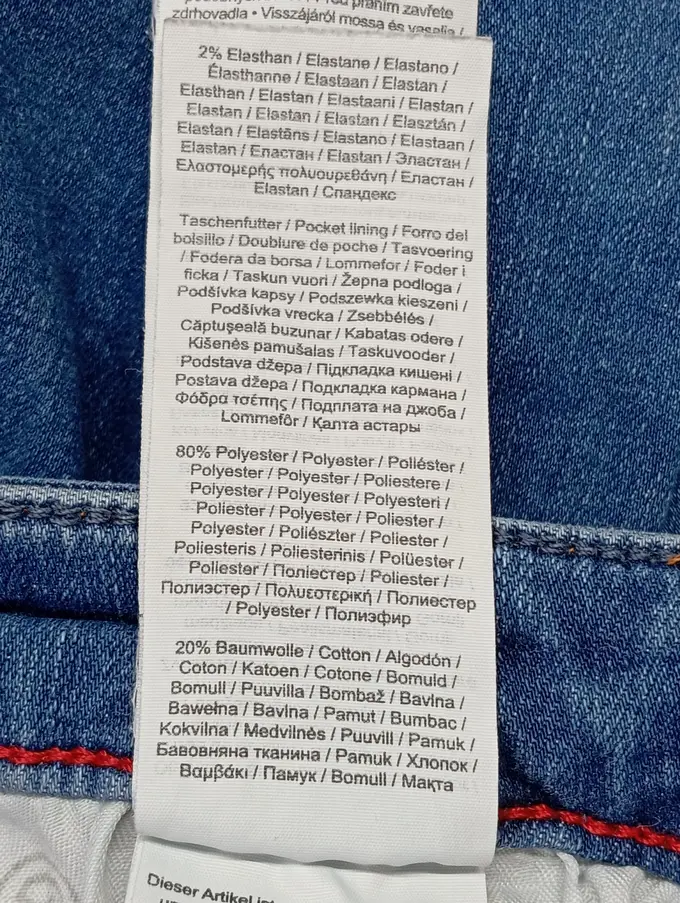 práním zavřete
zdrhovadla • Visszájáról mossa és vasalja /
2% Elasthan / Elastane / Elastano /
Élasthanne / Elastaan / Elastan /
Elasthan / Elastan / Elastaani / Elastan /
Elastan / Elastan / Elastan / Elasztán /
Elastan / Elastāns / Elastano / Elastaan /
Elastan / Еластан / Elastan / Эластан /
Ελαστομερής πολυουρεθάνη / Еластан /
Elastan / Спандекс
Taschenfutter / Pocket lining / Forro del
bolsillo / Doublure de poche / Tasvoering
/ Fodera da borsa / Lommefor / Foder i
ficka / Taskun vuori / Žepna podloga /
Podšívka kapsy / Podszewka kieszeni /
Podšívka vrecka / Zsebbélés /
Căptuşeală buzunar / Kabatas odere /
Kišenės pamušalas / Taskuvooder /
Podstava džepa / Підкладка кишені /
Postava džepa / Подкладка кармана /
Φόδρα τσέπης / Подплата на джоба /
Lommefôr / Қалта астары
80% Polyester / Polyester / Poliéster /
Polyester / Polyester / Poliestere /
Polyester / Polyester / Polyesteri /
Poliester / Polyester / Poliester /
Polyester / Poliészter / Poliester /
Poliesteris / Poliesterinis / Polüester /
Poliester / Поліестер / Poliester /
Полиэстер / Πολυεστερική / Полиестер
/ Polyester / Полиэфир
20% Baumwolle / Cotton / Algodón /
Coton / Katoen / Cotone / Bomuld /
Bomull / Puuvilla / Bombaž / Bavlna /
Bawełna / Bavlna / Pamut / Bumbac /
Kokvilna / Medvilnės / Puuvill / Pamuk /
Бавовняна тканина / Pamuk / Хлопок /
Βαμβάκι / Памук / Bomull / Мақта
Dieser Artikel